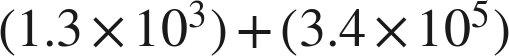 (1.3 × 10³) + (3.4 × 10⁵)